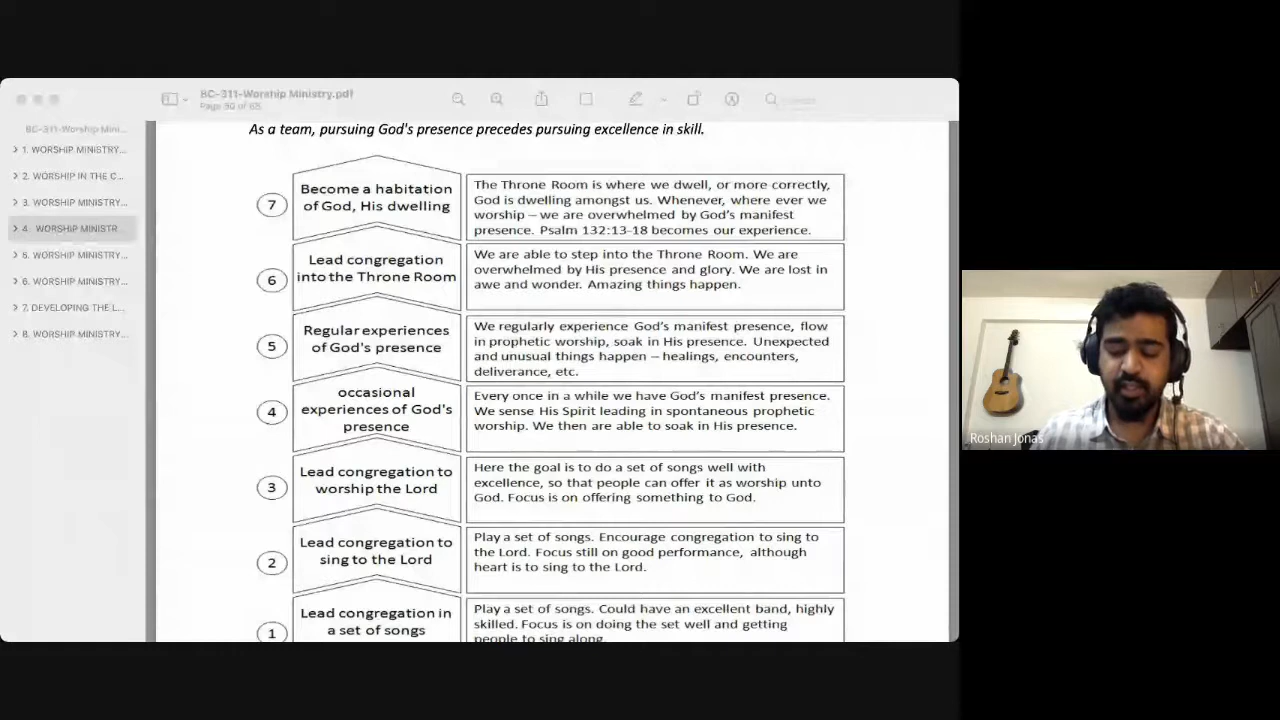 BC-311-Worship Ministry.pdf
Page 50 of 65
BC-311-Worship Mini...
1. WORSHIP MINISTRY...
2. WORSHIP IN THE C...
3. WORSHIP MINISTRY...
4. WORSHIP MINISTR...
5. WORSHIP MINISTRY...
6. WORSHIP MINISTRY...
7. DEVELOPING THE L...
8. WORSHIP MINISTRY...
As a team, pursuing God's presence precedes pursuing excellence in skill.
7
Become a habitation
of God, His dwelling
The Throne Room is where we dwell, or more correctly,
God is dwelling amongst us. Whenever, where ever we
worship – we are overwhelmed by God's manifest
presence. Psalm 132:13-18 becomes our experience.
6
Lead congregation
into the Throne Room
We are able to step into the Throne Room. We are
overwhelmed by His presence and glory. We are lost in
awe and wonder. Amazing things happen.
5
Regular experiences
of God's presence
We regularly experience God's manifest presence, flow
in prophetic worship, soak in His presence. Unexpected
and unusual things happen – healings, encounters,
deliverance, etc.
4
occasional
experiences of God's
presence
Every once in a while we have God's manifest presence.
We sense His Spirit leading in spontaneous prophetic
worship. We then are able to soak in His presence.
3
Lead congregation to
worship the Lord
Here the goal is to do a set of songs well with
excellence, so that people can offer it as worship unto
God. Focus is on offering something to God.
2
Lead congregation to
sing to the Lord
Play a set of songs. Encourage congregation to sing to
the Lord. Focus still on good performance, although
heart is to sing to the Lord.
1
Lead congregation in
a set of songs
Play a set of songs. Could have an excellent band, highly
skilled. Focus is on doing the set well and getting
people to sing along.
Roshan Jonas